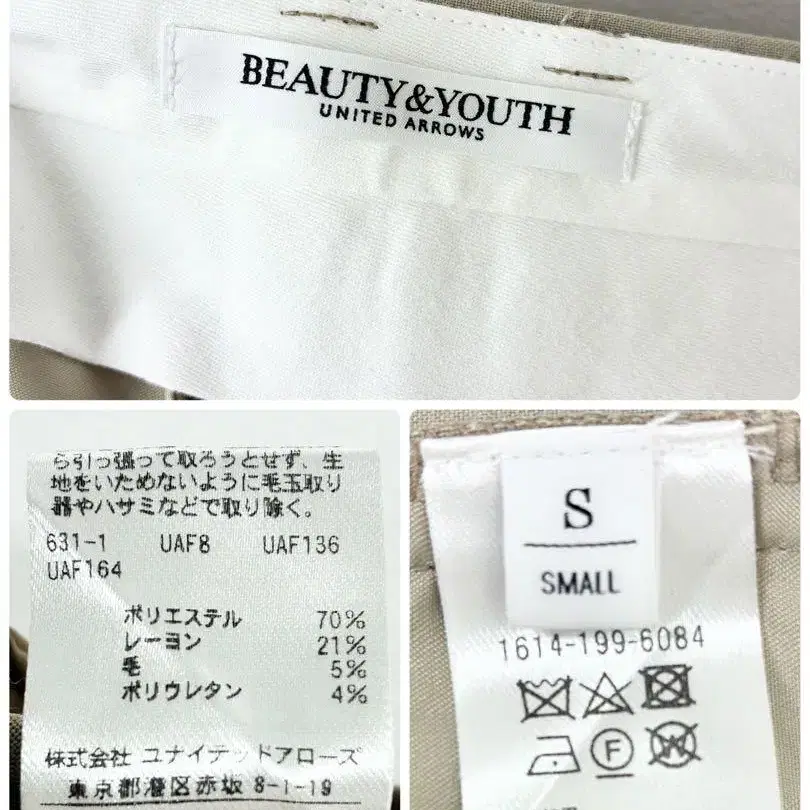 BEAUTY&YOUTH
UNITED ARROWS
ら引っ張って取ろうとせず、生
地をいためないように毛玉取り
器やハサミなどで取り除く。
631-1 UAF8 UAF136
UAF164
ポリエステル 70%
レーヨン 21%
毛 5%
ポリウレタン 4%
株式会社 ユナイテッドアローズ
東京都港区赤坂 8-1-19
S
SMALL
1614-199-6084
P W